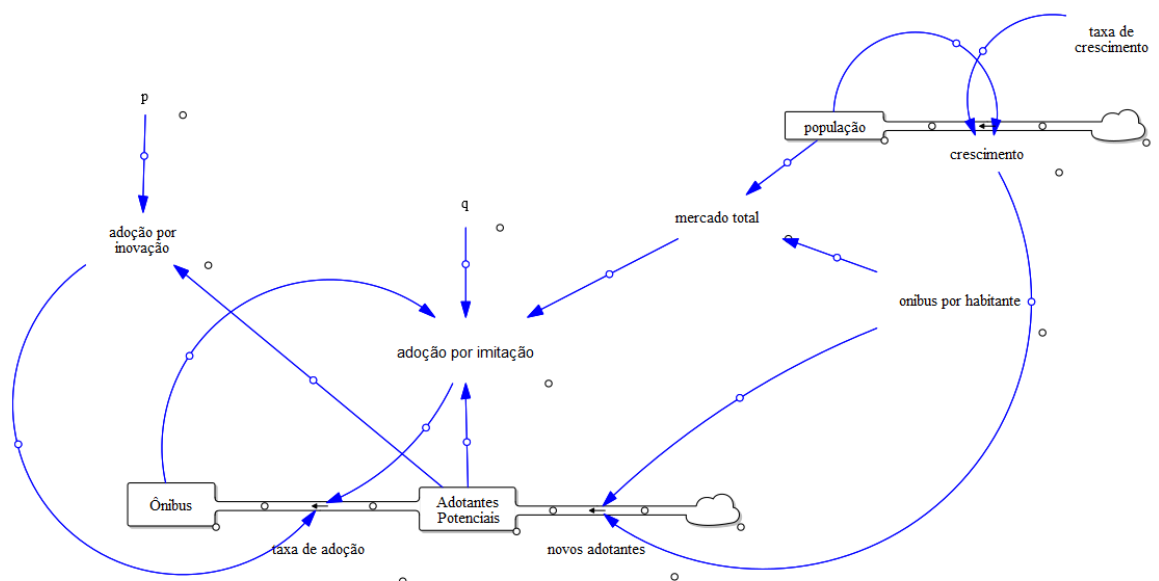 taxa de
crescimento
p
população
crescimento
q
mercado total
adoção por
inovação
onibus por habitante
adoção por imitação
Ônibus
Adotantes
Potenciais
taxa de adoção
novos adotantes